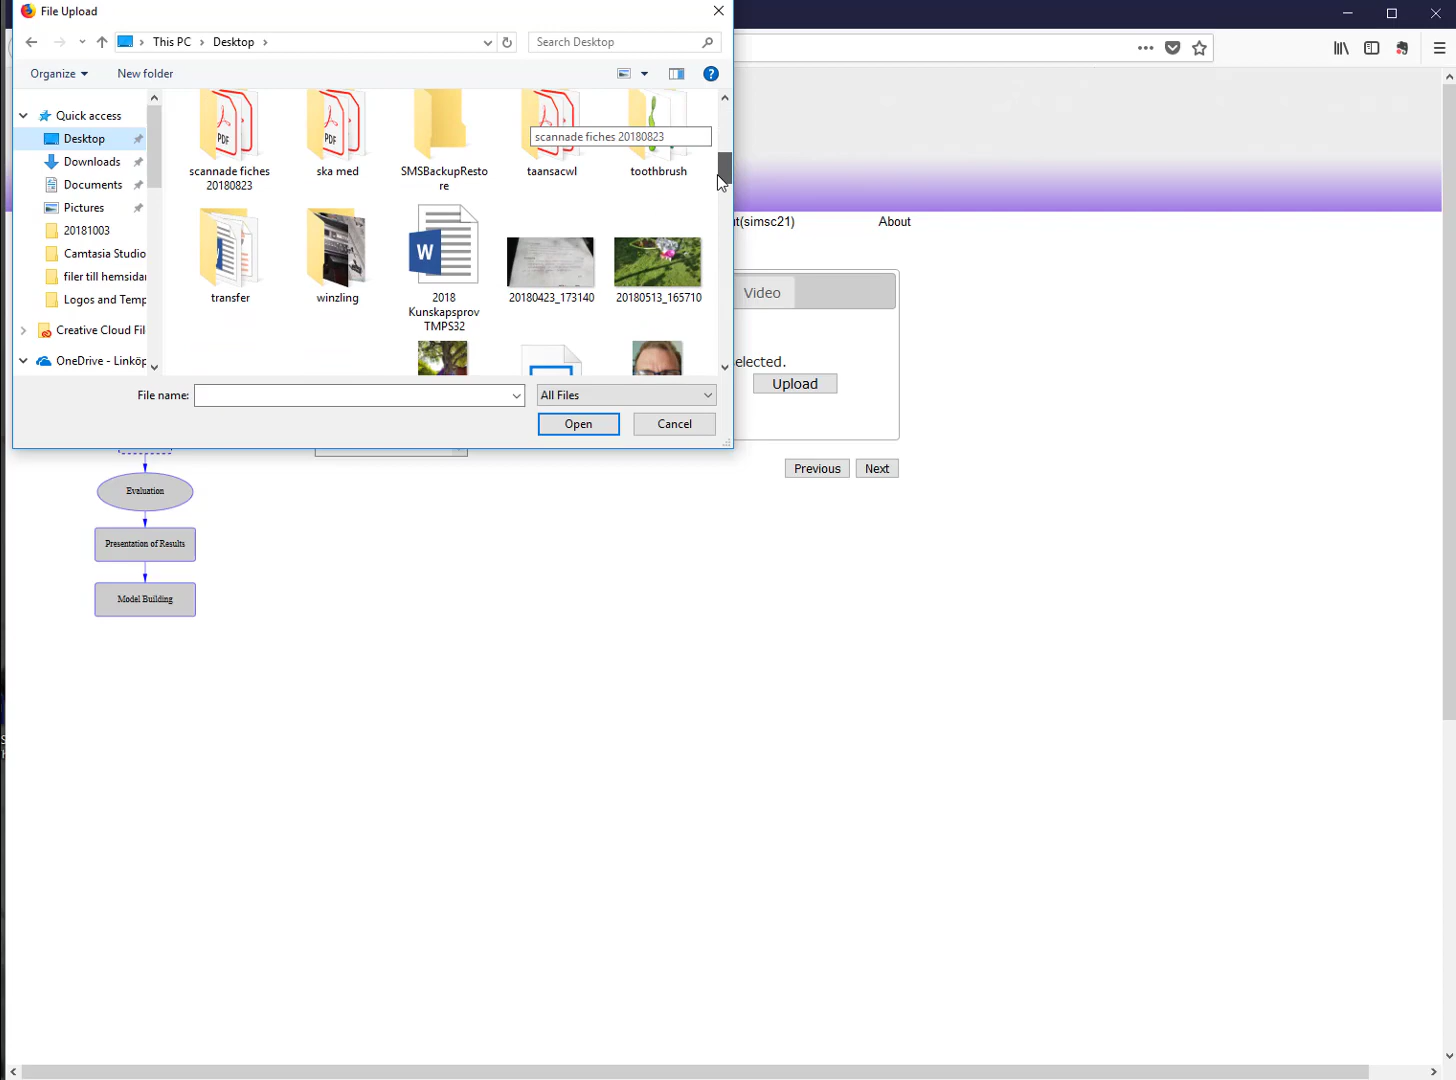 File Upload
This PC
Desktop
Search Desktop
Organize
New folder
Quick access
Desktop
Downloads
Documents
Pictures
20181003
Camtasia Studio
filer till hemsidan
Logos and Temp
Creative Cloud Fil
OneDrive - Linköp
scannade fiches
20180823
ska med
SMSBackupResto
re
taansacwl
toothbrush
scannade fiches 20180823
PDF
PDF
transfer
winzling
W
2018
Kunskapsprov
TMPS32
20180423_173140
20180513_165710
File name:
All Files
Open
Cancel
(simsc21)
About
Video
elected.
Upload
Previous
Next
Evaluation
Presentation of Results
Model Building